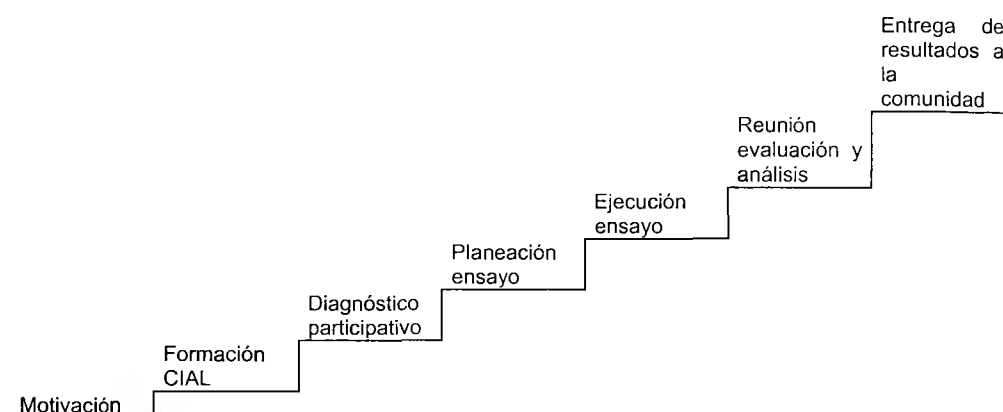 Entrega de
resultados a
la
comunidad
Reunión
evaluación y
análisis
Ejecución
ensayo
Planeación
ensayo
Diagnóstico
participativo
Formación
CIAL
Motivación